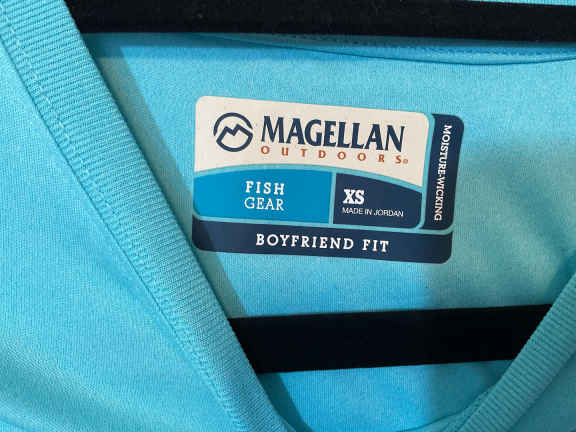 MAGELLAN
OUTDOORS®
FISH
GEAR
XS
MADE IN JORDAN
MOISTURE-WICKING
BOYFRIEND FIT